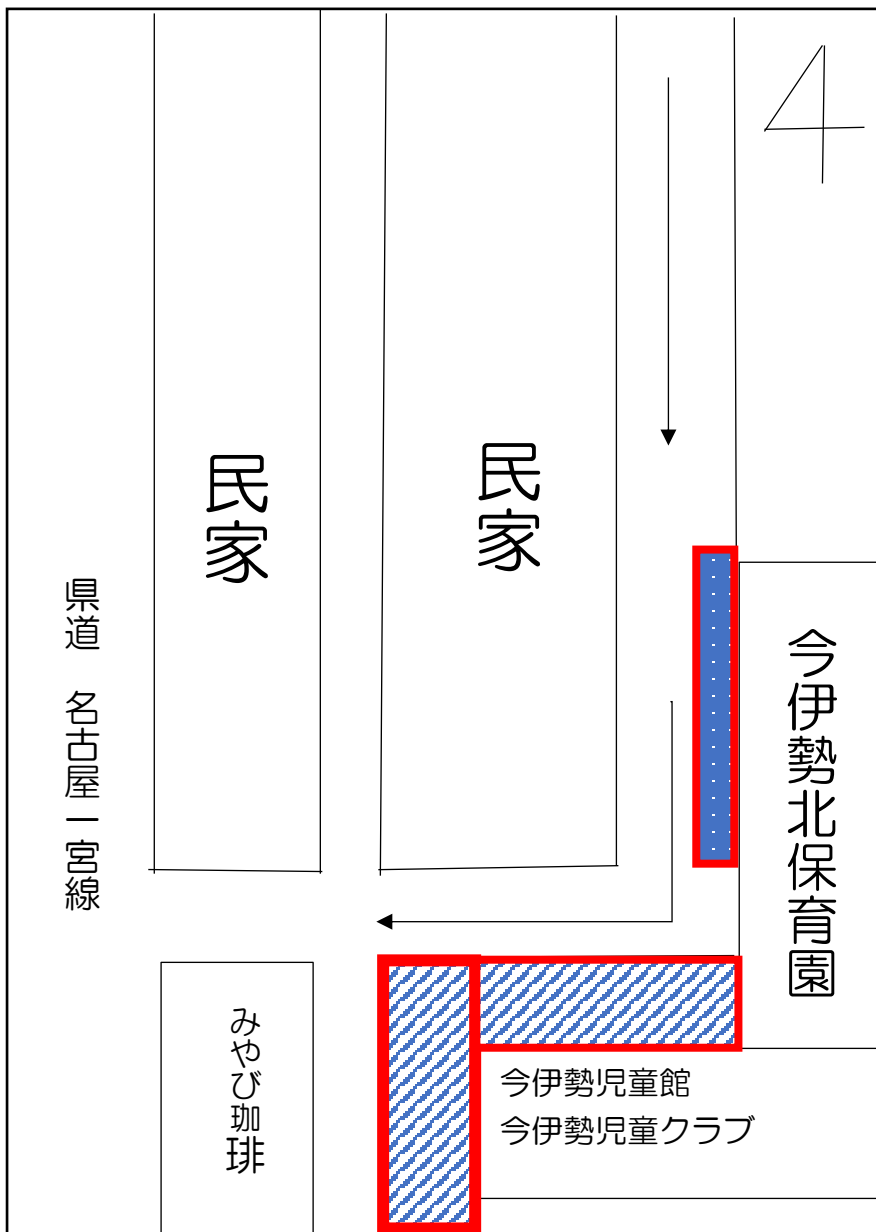 県道 名古屋一宮線
民家
民家
今伊勢北保育園
みやび珈琲
今伊勢児童館
今伊勢児童クラブ